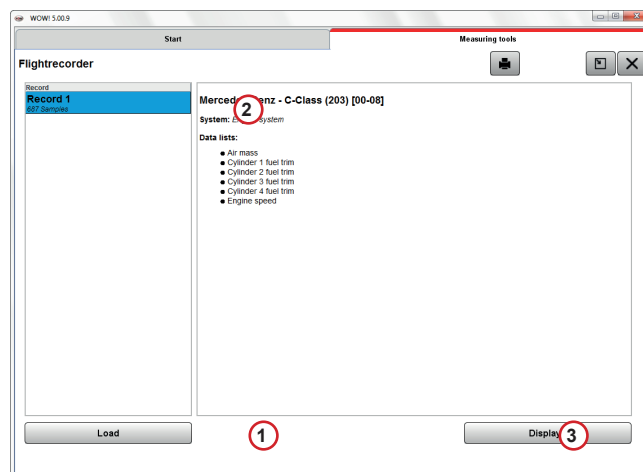 WOW! 5.00.9
Start
Measuring tools
Flightrecorder
Record
Record 1
687 Samples
2
Data lists:
C-Class (203) [00-08]
System: system
Air mass
Cylinder 1 fuel trim
Cylinder 2 fuel trim
Cylinder 3 fuel trim
Cylinder 4 fuel trim
Engine speed
Load
1
Display
3